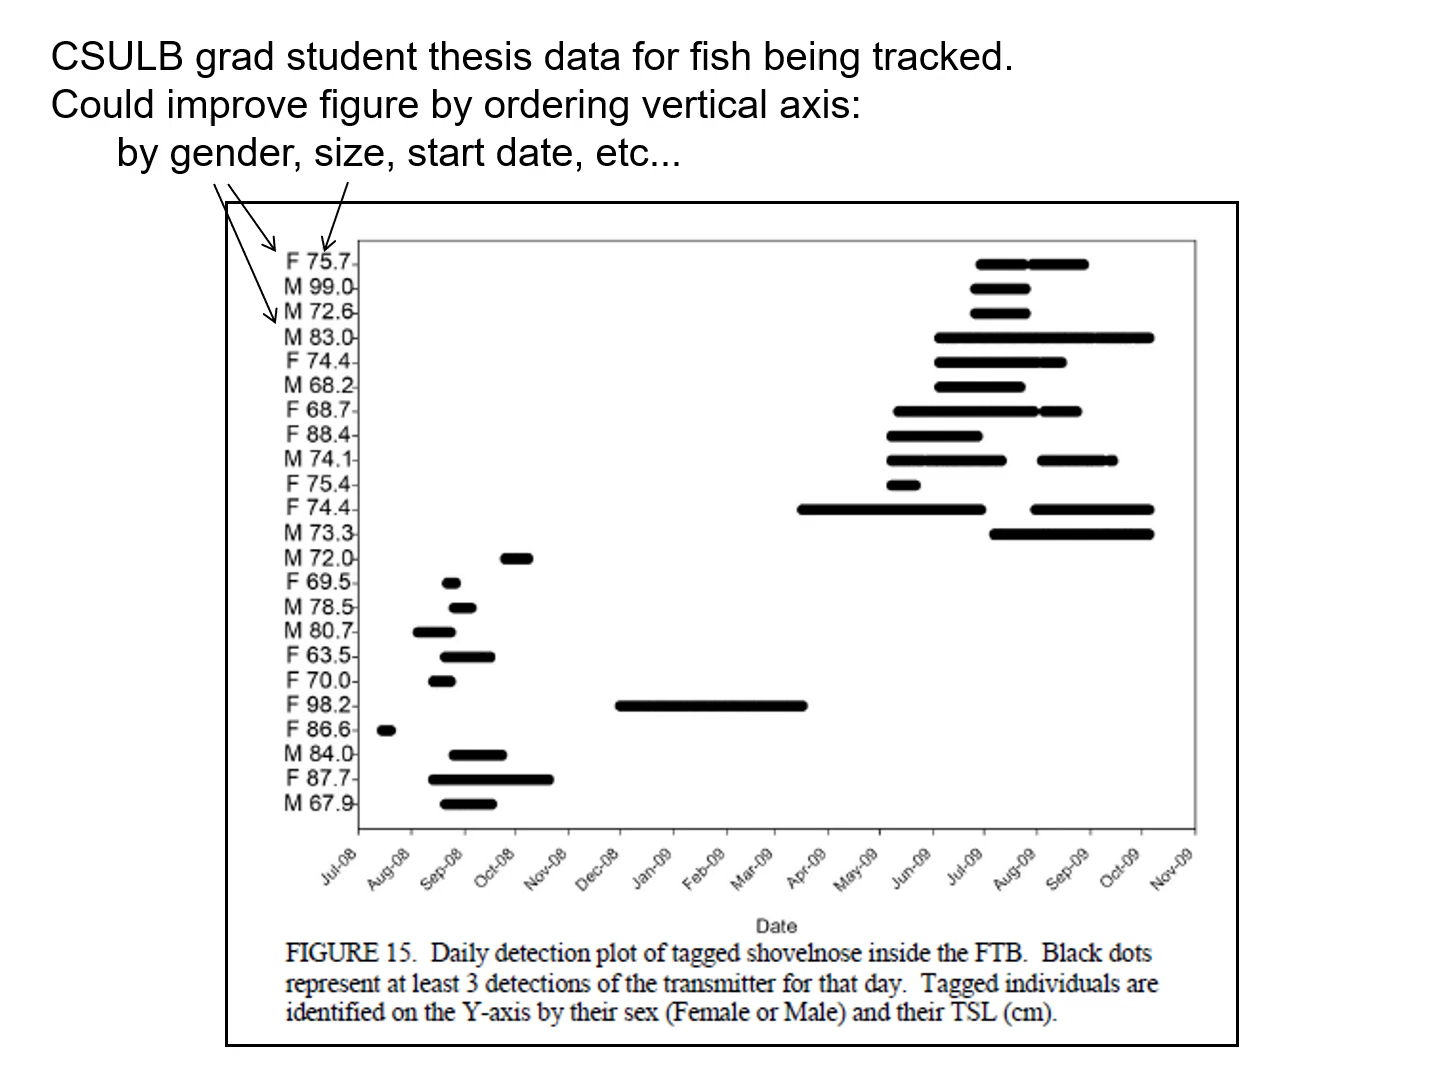 CSULB grad student thesis data for fish being tracked.
Could improve figure by ordering vertical axis:
by gender, size, start date, etc...
F 75.7
M 99.0
M 72.6
M 83.0
F 74.4
M 68.2
F 68.7
F 88.4
M 74.1
F 75.4
F 74.4
M 73.3
M 72.0
F 69.5
M 78.5
M 80.7
F 63.5
F 70.0
F 98.2
F 86.6
M 84.0
F 87.7
M 67.9
Jul-08
Aug-08
Sep-08
Oct-08
Nov-08
Dec-08
Jan-09
Feb-09
Mar-09
Apr-09
May-09
Jun-09
Jul-09
Aug-09
Sep-09
Oct-09
Nov-09
Date
FIGURE 15.  Daily detection plot of tagged shovelnose inside the FTB.  Black dots
represent at least 3 detections of the transmitter for that day.  Tagged individuals are
identified on the Y-axis by their sex (Female or Male) and their TSL (cm).